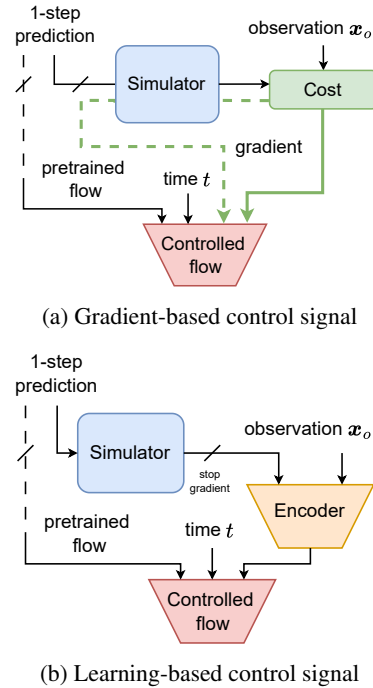 1-step
prediction
observation $x_o$
Simulator
Cost
gradient
pretrained
flow
time $t$
Controlled
flow
(a) Gradient-based control signal
1-step
prediction
Simulator
observation $x_o$
stop
gradient
Encoder
pretrained
flow
time $t$
Controlled
flow
(b) Learning-based control signal